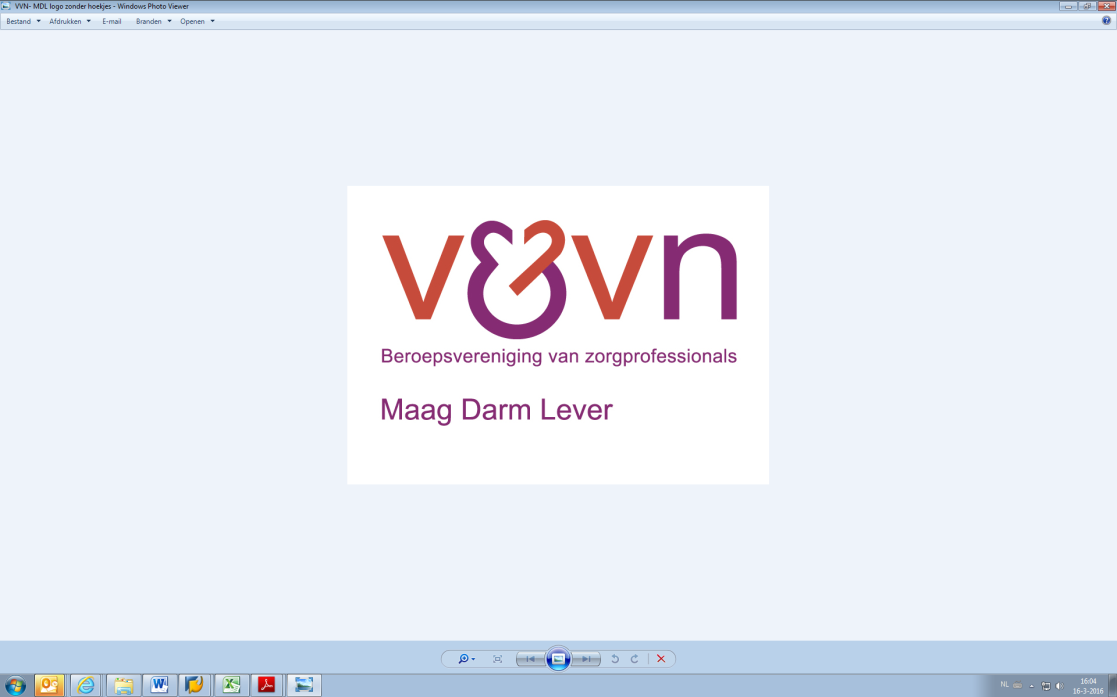 VVN- MDL logo zonder hoekjes - Windows Photo Viewer
Bestand Afdrukken E-mail Branden Openen
v&vn
Beroepsvereniging van zorgprofessionals
Maag Darm Lever
NL
16:04
16-3-2016